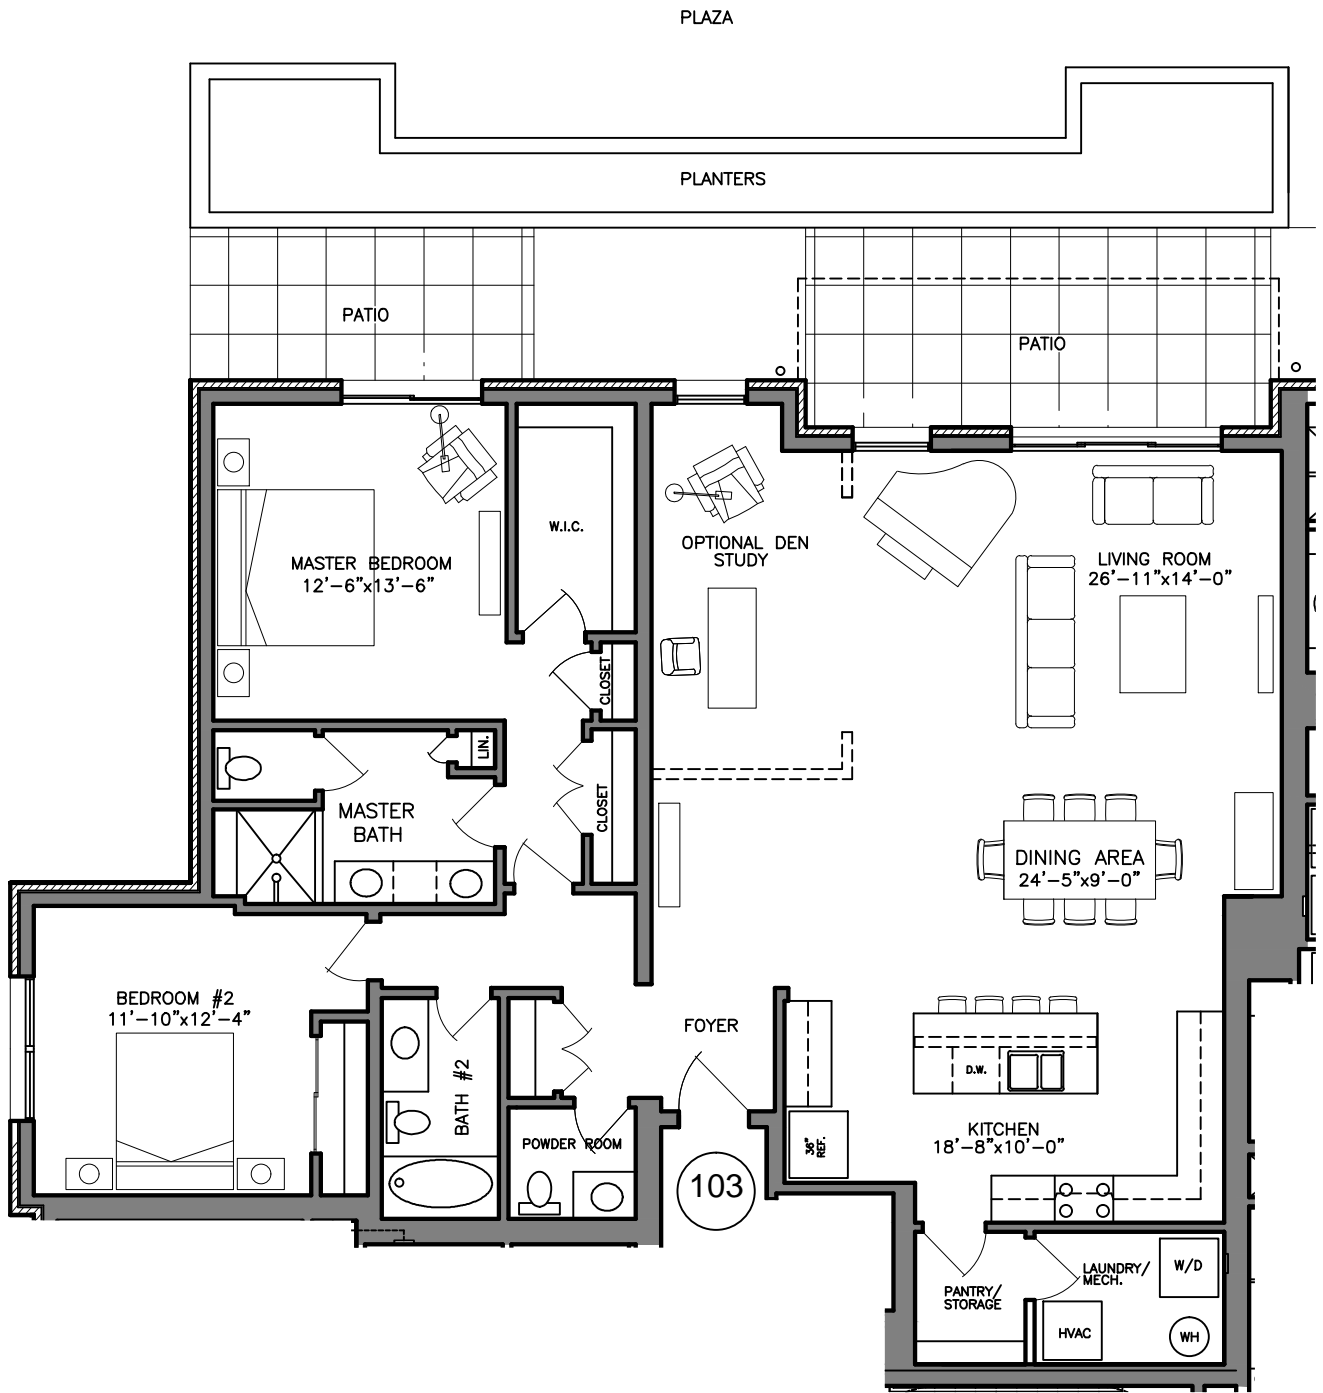 PLAZA
PLANTERS
PATIO
PATIO
W.I.C.
OPTIONAL DEN
STUDY
MASTER BEDROOM
12'-6"x13'-6"
LIVING ROOM
26'-11"x14'-0"
CLOSET
LIN.
CLOSET
MASTER
BATH
DINING AREA
24'-5"x9'-0"
BEDROOM #2
11'-10"x12'-4"
FOYER
BATH #2
D.W.
KITCHEN
18'-8"x10'-0"
36"
REF.
POWDER ROOM
103
PANTRY/
STORAGE
LAUNDRY/
MECH.
W/D
HVAC
WH